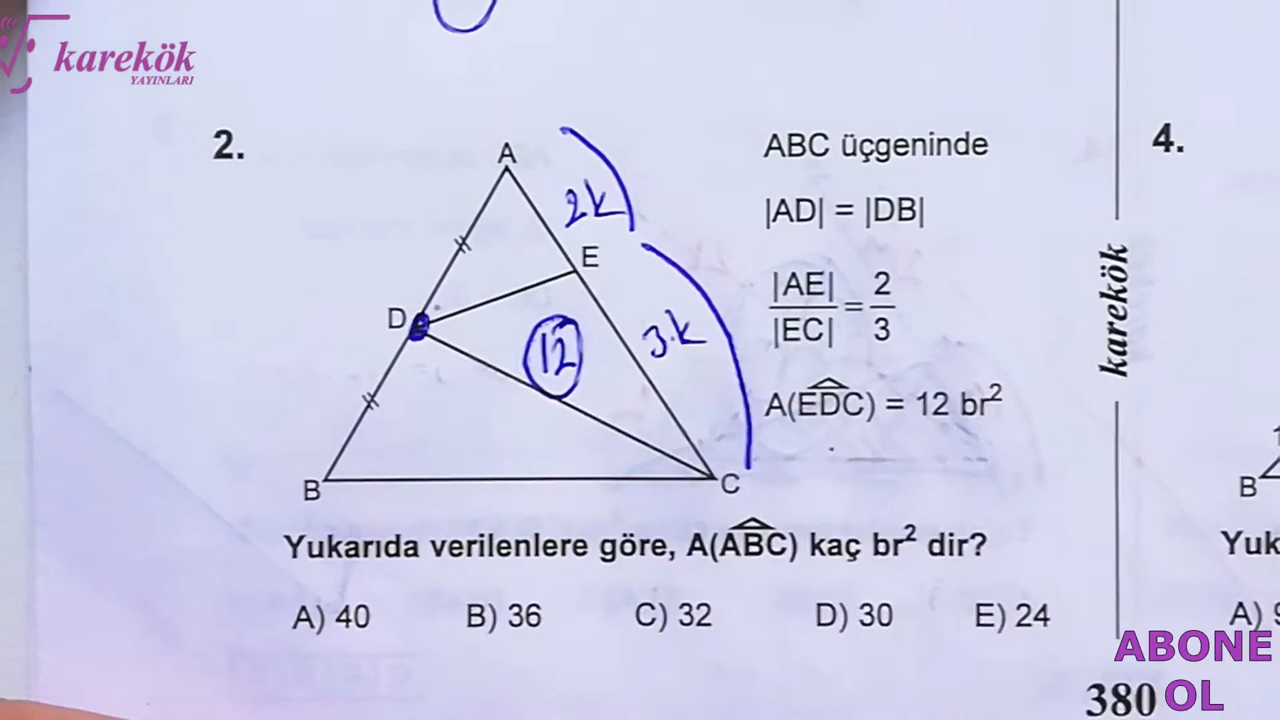 karekök
YAYINLARI
2.
A
2k
E
D
12
3.k
B
C
ABC üçgeninde
|AD| = |DB|
|AE| / |EC| = 2 / 3
A(EDC) = 12 br²
Yukarıda verilenlere göre, A(ABC) kaç br² dir?
A) 40 B) 36 C) 32 D) 30 E) 24
karekök
4.
B
Yuk
A)
380
ABONE
OL